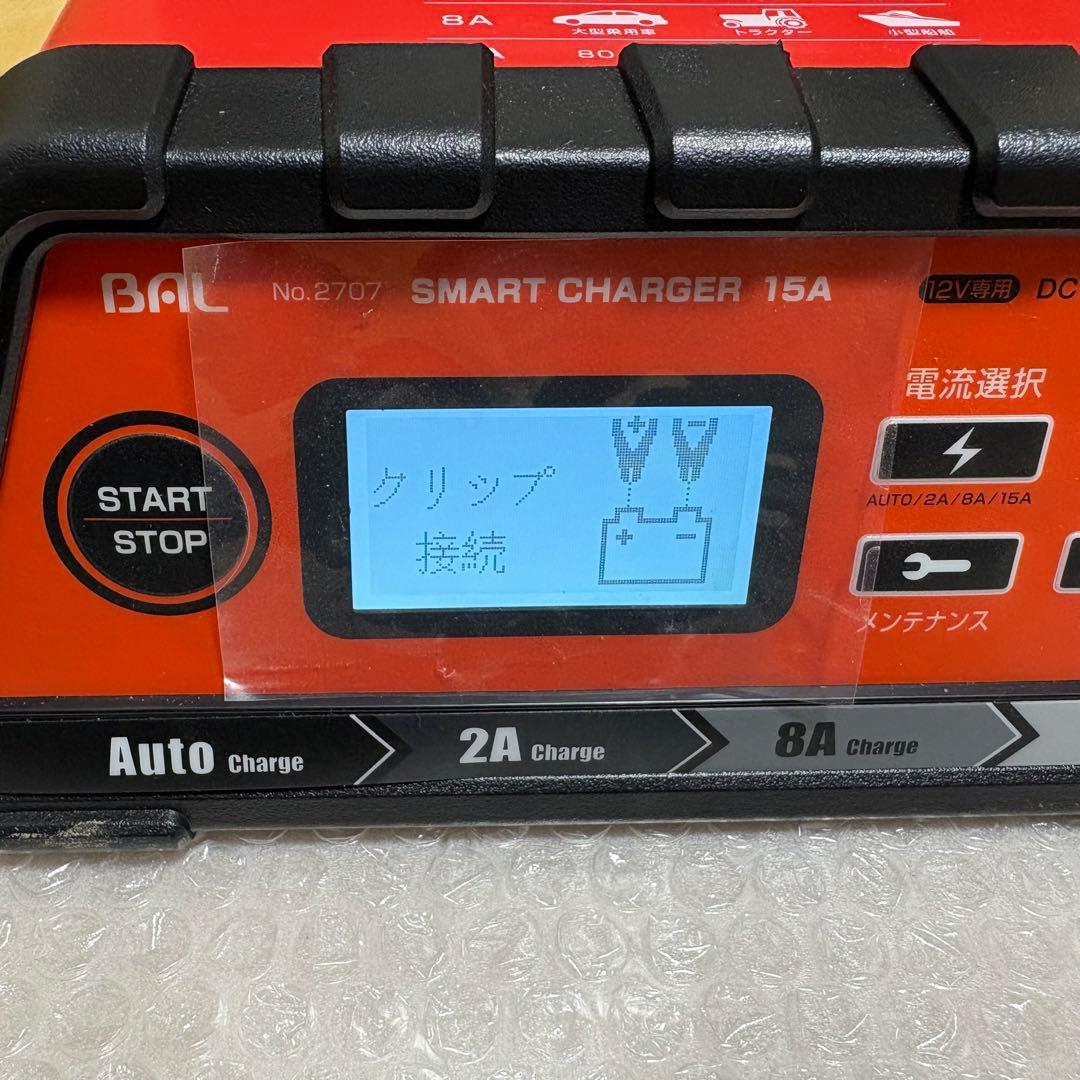 8A
大型乗用車 トラクター 小型船舶
A 80
BAL No.2707 SMART CHARGER 15A 12V専用 DC
電流選択
AUTO/2A/8A/15A
START
STOP
クリップ
接続
+ −
+ −
メンテナンス
Auto Charge 2A Charge 8A Charge